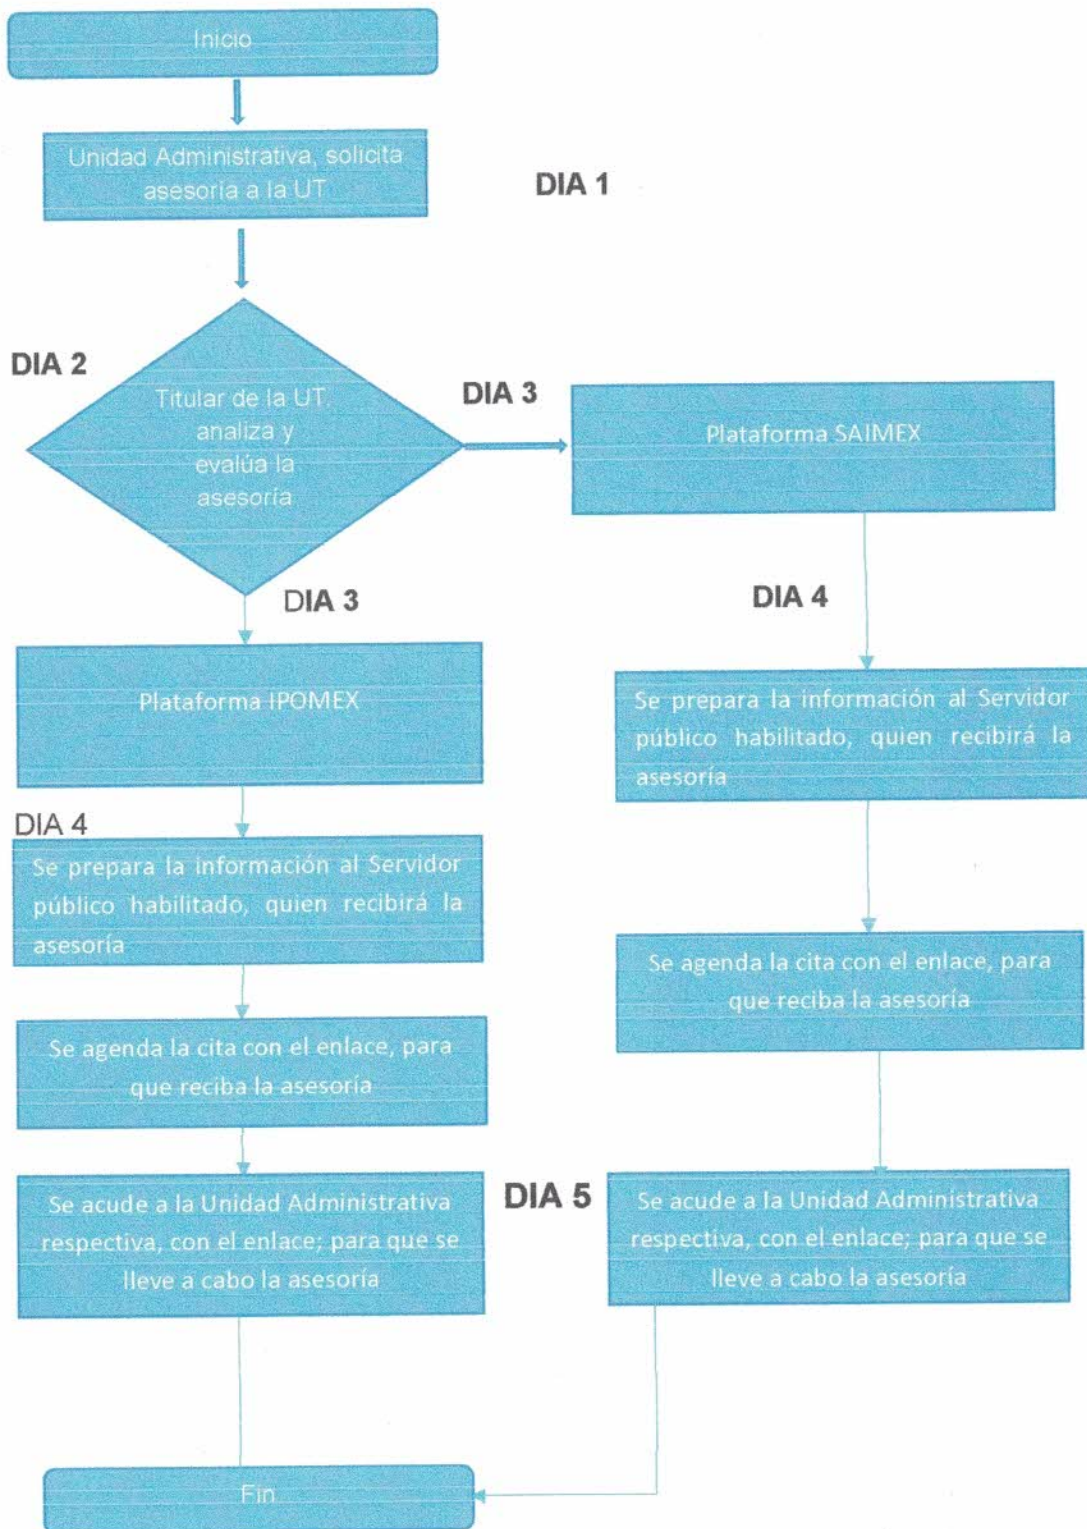 Inicio
Unidad Administrativa, solicita
asesoría a la UT
DIA 1
DIA 2
Titular de la UT.
analiza y
evalúa la
asesoría
DIA 3
Plataforma SAIMEX
DIA 3
DIA 4
Plataforma IPOMEX
Se prepara la información al Servidor
público habilitado, quien recibirá la
asesoría
DIA 4
Se prepara la información al Servidor
público habilitado, quien recibirá la
asesoría
Se agenda la cita con el enlace, para
que reciba la asesoría
Se agenda la cita con el enlace, para
que reciba la asesoría
Se acude a la Unidad Administrativa
respectiva, con el enlace; para que se
lleve a cabo la asesoría
DIA 5
Se acude a la Unidad Administrativa
respectiva, con el enlace; para que se
lleve a cabo la asesoría
Fin